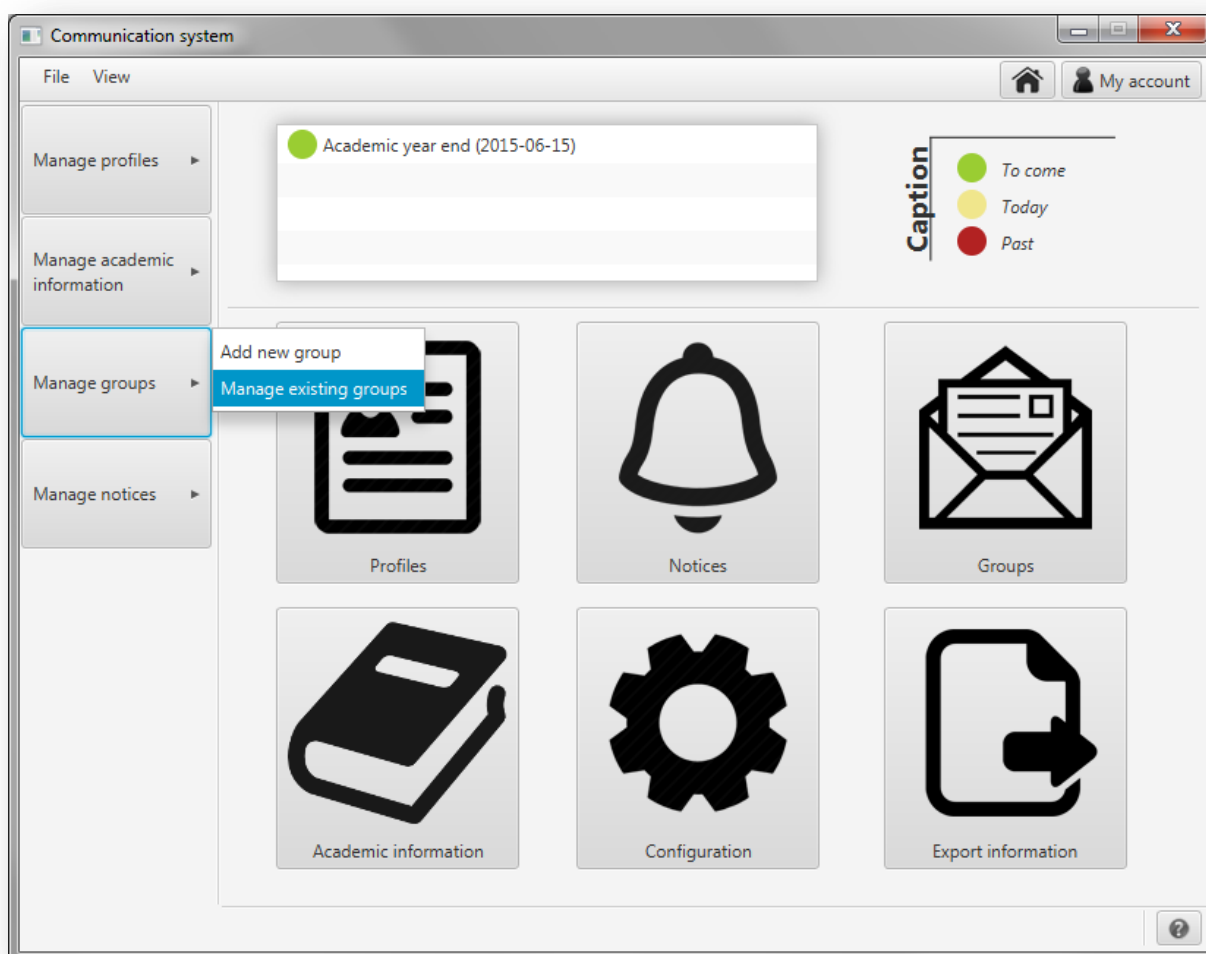 Communication system
File View
My account
Manage profiles
Academic year end (2015-06-15)
Caption
To come
Today
Past
Manage academic
information
Manage groups
Add new group
Manage existing groups
Manage notices
Profiles
Notices
Groups
Academic information
Configuration
Export information
?